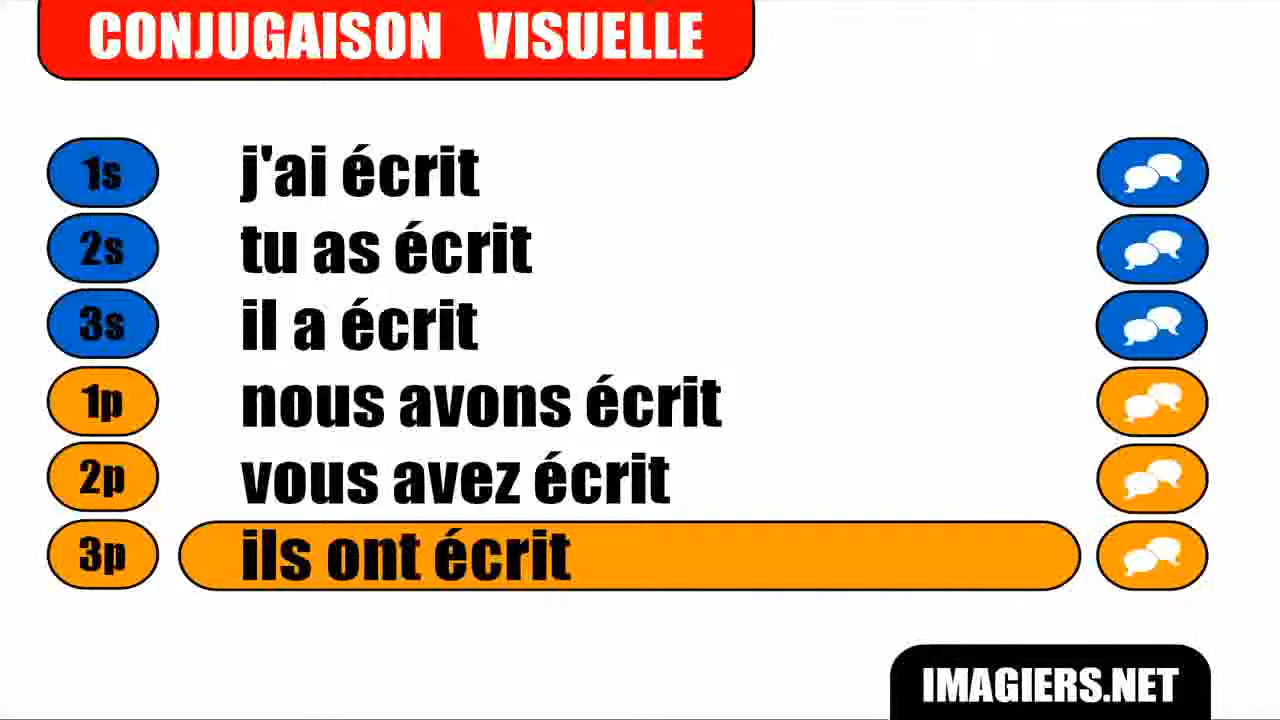 CONJUGAISON VISUELLE
1s j'ai écrit
2s tu as écrit
3s il a écrit
1p nous avons écrit
2p vous avez écrit
3p ils ont écrit
IMAGIERS.NET